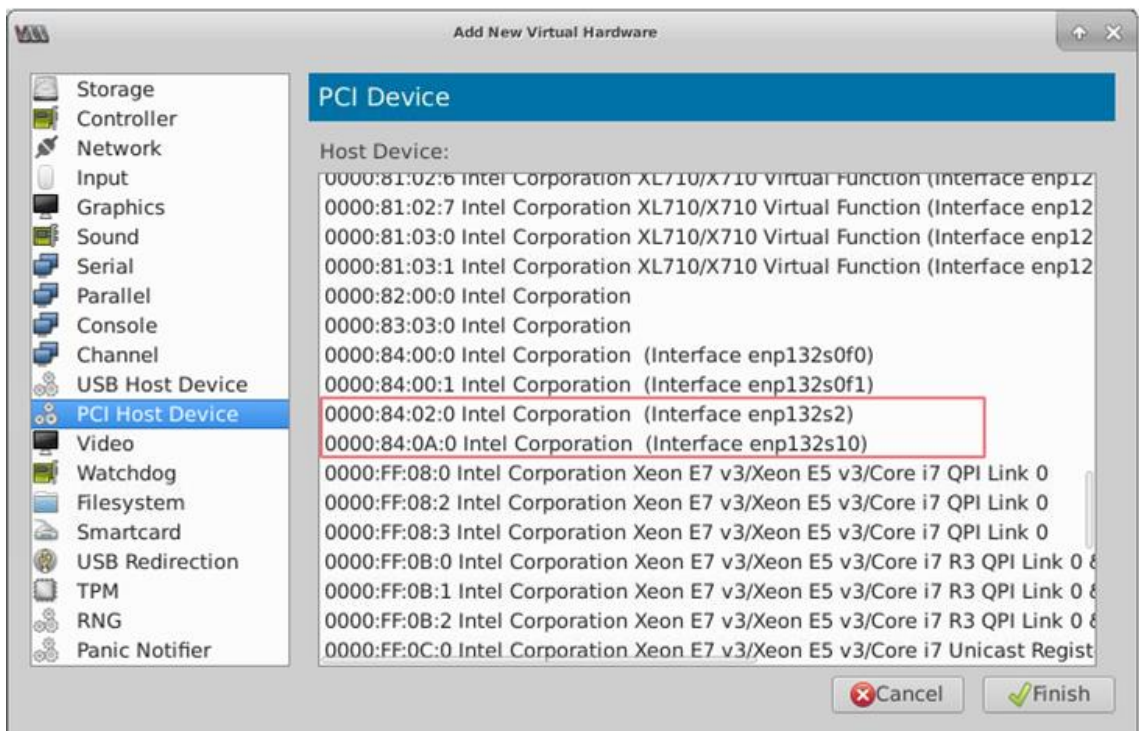 Add New Virtual Hardware
Storage
Controller
Network
Input
Graphics
Sound
Serial
Parallel
Console
Channel
USB Host Device
PCI Host Device
Video
Watchdog
Filesystem
Smartcard
USB Redirection
TPM
RNG
Panic Notifier
PCI Device
Host Device:
0000:81:02:6 Intel Corporation XL710/X710 Virtual Function (Interface enp12
0000:81:02:7 Intel Corporation XL710/X710 Virtual Function (Interface enp12
0000:81:03:0 Intel Corporation XL710/X710 Virtual Function (Interface enp12
0000:81:03:1 Intel Corporation XL710/X710 Virtual Function (Interface enp12
0000:82:00:0 Intel Corporation
0000:83:03:0 Intel Corporation
0000:84:00:0 Intel Corporation (Interface enp132s0f0)
0000:84:00:1 Intel Corporation (Interface enp132s0f1)
0000:84:02:0 Intel Corporation (Interface enp132s2)
0000:84:0A:0 Intel Corporation (Interface enp132s10)
0000:FF:08:0 Intel Corporation Xeon E7 v3/Xeon E5 v3/Core i7 QPI Link 0
0000:FF:08:2 Intel Corporation Xeon E7 v3/Xeon E5 v3/Core i7 QPI Link 0
0000:FF:08:3 Intel Corporation Xeon E7 v3/Xeon E5 v3/Core i7 QPI Link 0
0000:FF:0B:0 Intel Corporation Xeon E7 v3/Xeon E5 v3/Core i7 R3 QPI Link 0 &
0000:FF:0B:1 Intel Corporation Xeon E7 v3/Xeon E5 v3/Core i7 R3 QPI Link 0 &
0000:FF:0B:2 Intel Corporation Xeon E7 v3/Xeon E5 v3/Core i7 R3 QPI Link 0 &
0000:FF:0C:0 Intel Corporation Xeon E7 v3/Xeon E5 v3/Core i7 Unicast Regist
Cancel
Finish